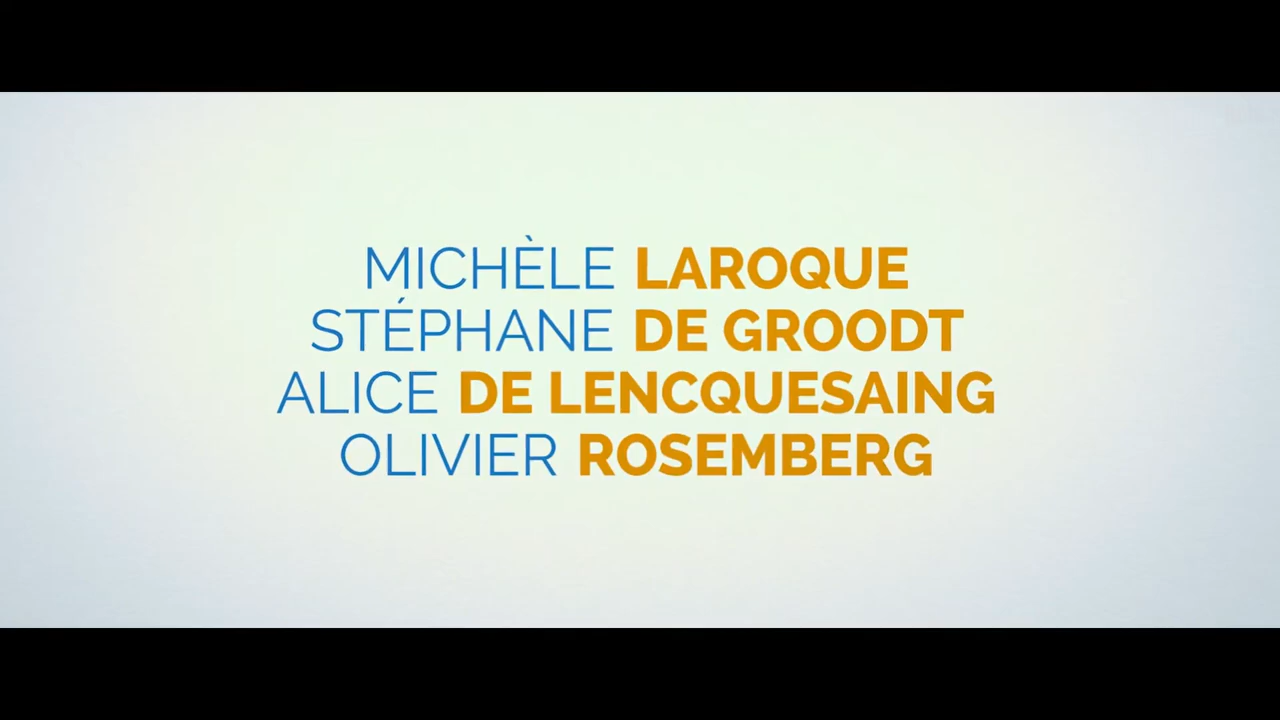 MICHÈLE LAROQUE
STÉPHANE DE GROODT
ALICE DE LENCQUESAING
OLIVIER ROSEMBERG